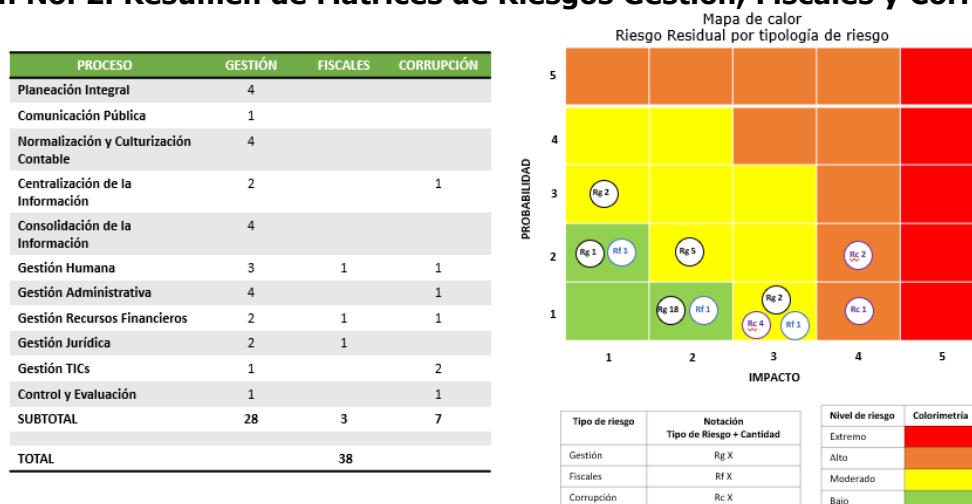 Mapa de calor
Riesgo Residual por tipología de riesgo
PROCESO GESTIÓN FISCALES CORRUPCIÓN
Planeación Integral 4
Comunicación Pública 1
Normalización y Culturización
Contable 4
Centralización de la
Información 2 1
Consolidación de la
Información 4
Gestión Humana 3 1 1
Gestión Administrativa 4 1
Gestión Recursos Financieros 2 1 1
Gestión Jurídica 2 1
Gestión TICs 1 2
Control y Evaluación 1 1
SUBTOTAL 28 3 7
TOTAL 38
PROBABILIDAD
5
4
3 Rg 2
2 Rg 1 Rf 1 Rg 5 Rc 2
1 Rg 18 Rf 1 Rg 2 Rc 4 Rf 1 Rc 1
1 2 3 4 5
IMPACTO
Tipo de riesgo Notación
Tipo de Riesgo + Cantidad
Gestión Rg X
Fiscales Rf X
Corrupción Rc X
Nivel de riesgo Colorimetría
Extremo
Alto
Moderado
Bajo